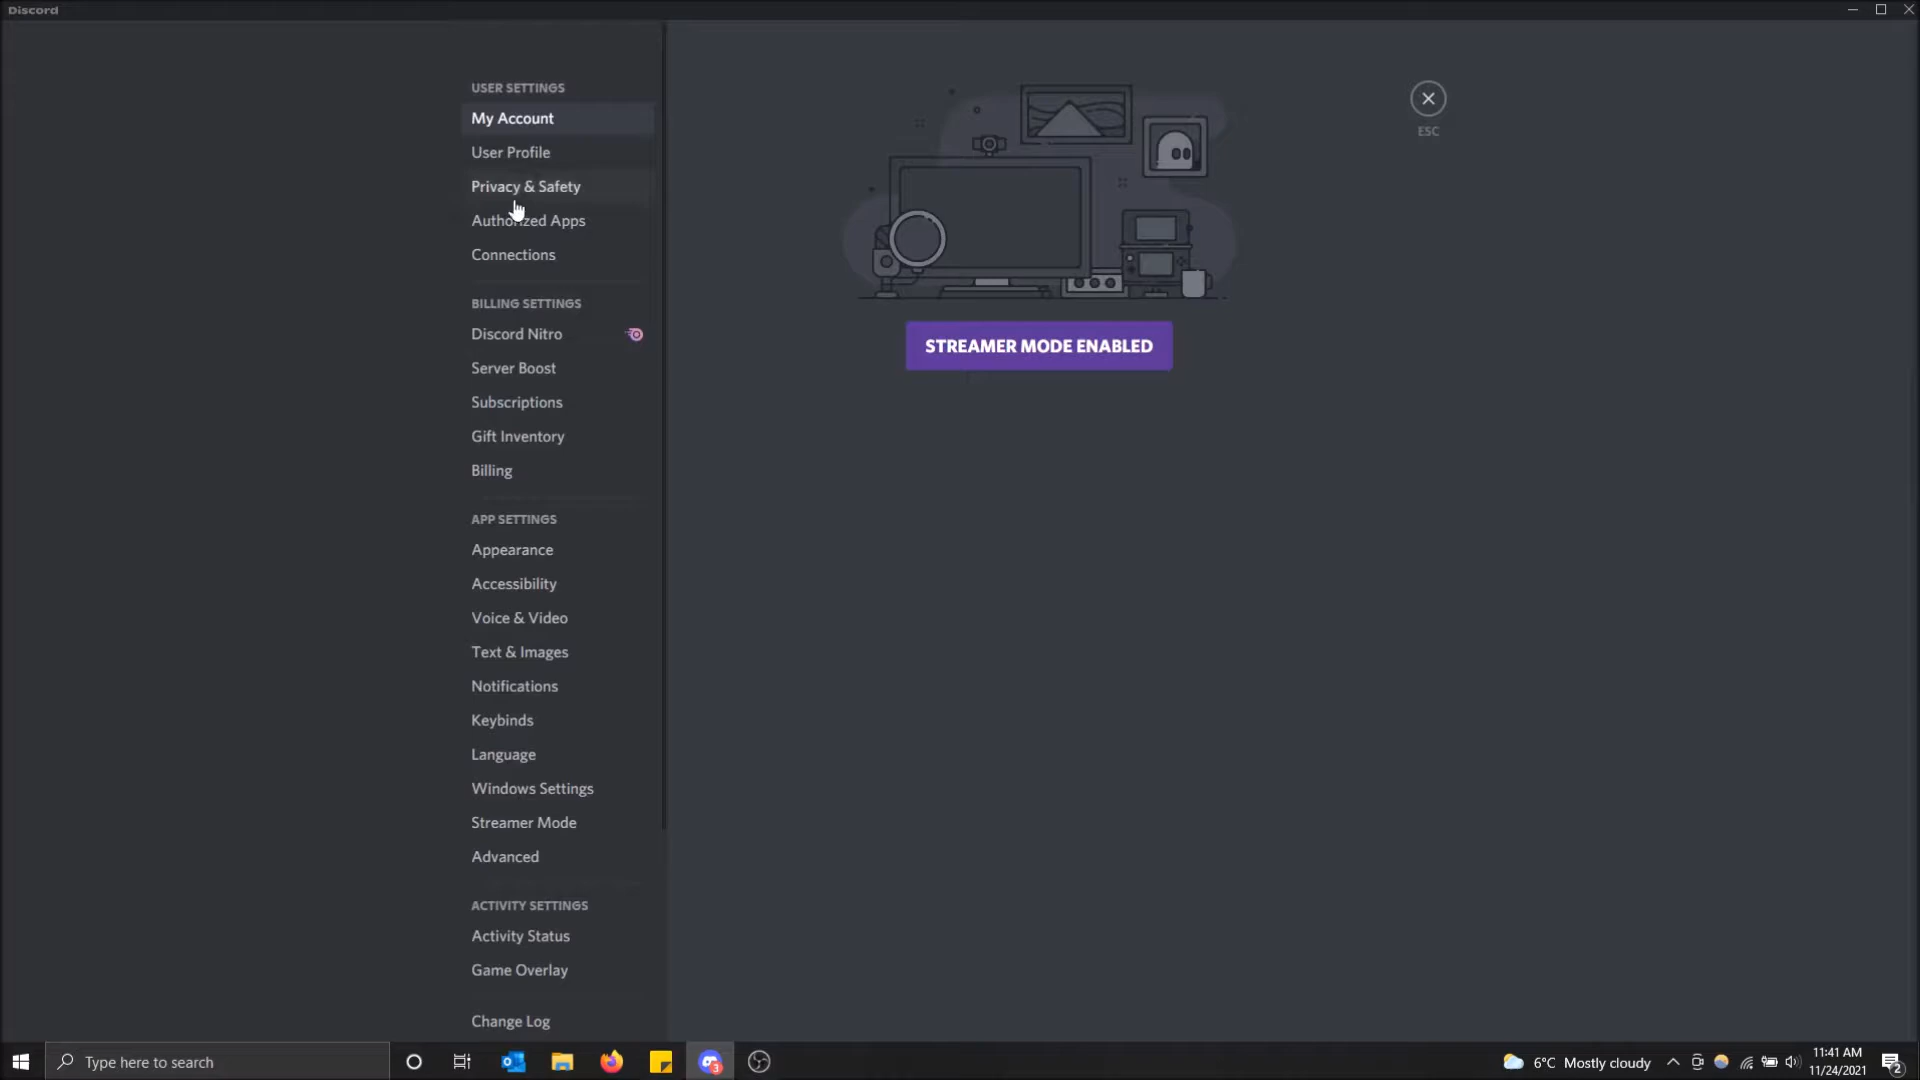 Discord
USER SETTINGS
My Account
User Profile
Privacy & Safety
Authorized Apps
Connections
BILLING SETTINGS
Discord Nitro
Server Boost
Subscriptions
Gift Inventory
Billing
APP SETTINGS
Appearance
Accessibility
Voice & Video
Text & Images
Notifications
Keybinds
Language
Windows Settings
Streamer Mode
Advanced
ACTIVITY SETTINGS
Activity Status
Game Overlay
Change Log
ESC
STREAMER MODE ENABLED
Type here to search
3
6°C Mostly cloudy
11:41 AM
11/24/2021
2